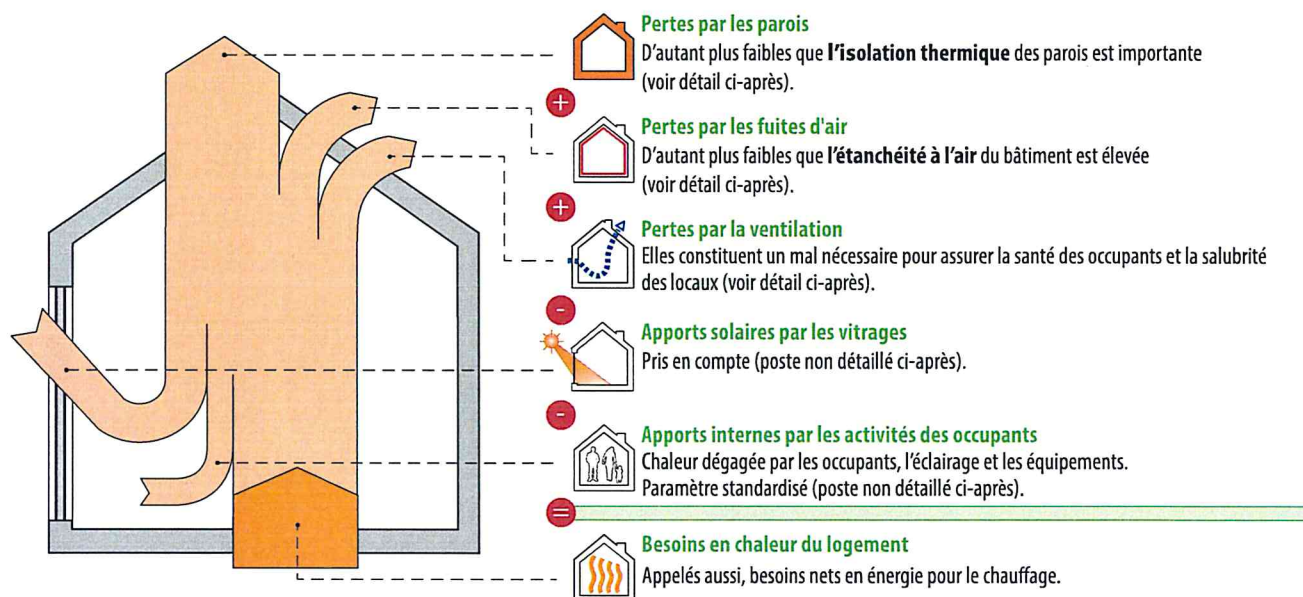 Pertes par les parois
D'autant plus faibles que l'isolation thermique des parois est importante
(voir détail ci-après).
+
Pertes par les fuites d'air
D'autant plus faibles que l'étanchéité à l'air du bâtiment est élevée
(voir détail ci-après).
+
Pertes par la ventilation
Elles constituent un mal nécessaire pour assurer la santé des occupants et la salubrité
des locaux (voir détail ci-après).
-
Apports solaires par les vitrages
Pris en compte (poste non détaillé ci-après).
-
Apports internes par les activités des occupants
Chaleur dégagée par les occupants, l'éclairage et les équipements.
Paramètre standardisé (poste non détaillé ci-après).
=
Besoins en chaleur du logement
Appelés aussi, besoins nets en énergie pour le chauffage.